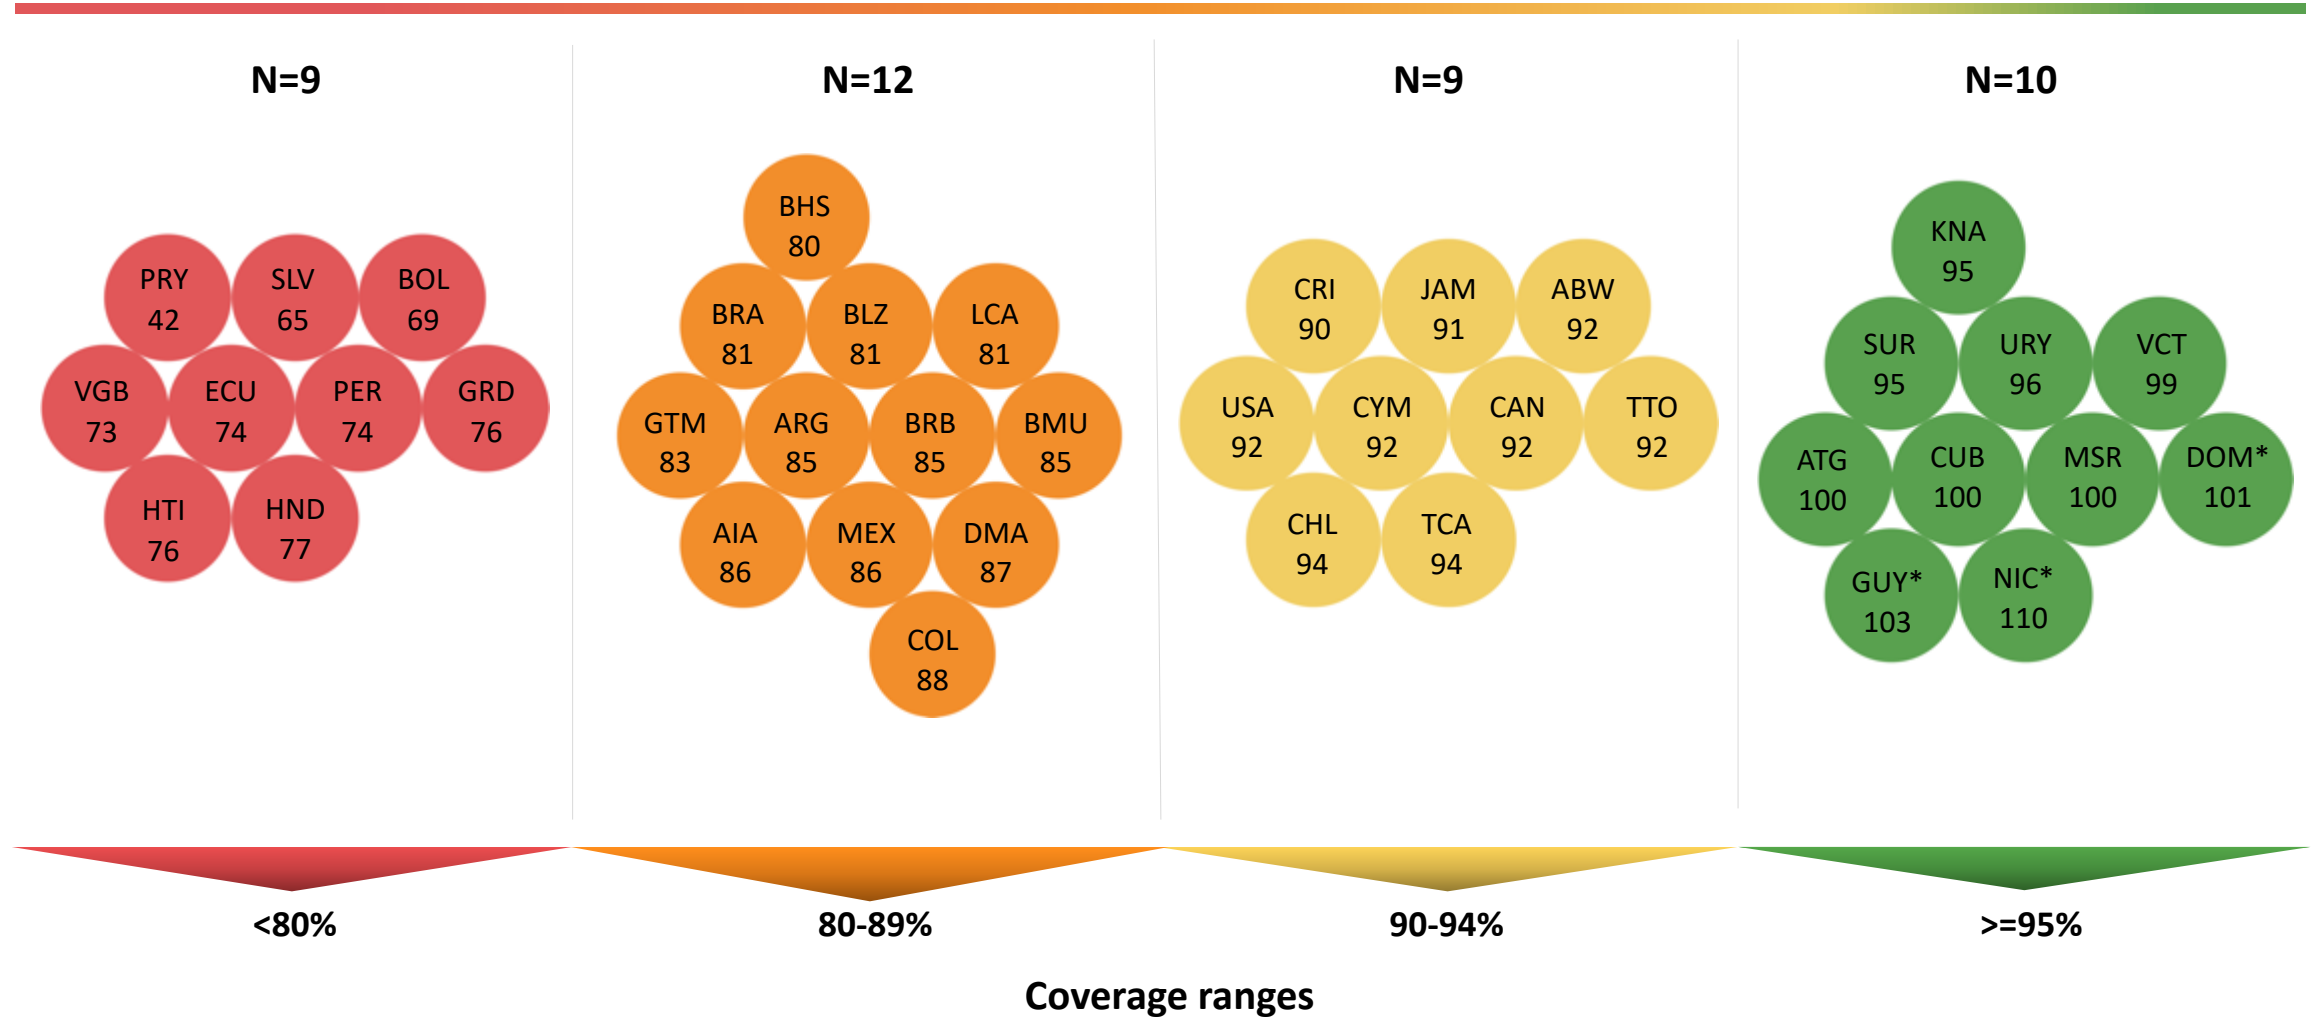 N=9
N=12
N=9
N=10
PRY
42
SLV
65
BOL
69
VGB
73
ECU
74
PER
74
GRD
76
HTI
76
HND
77
BHS
80
BRA
81
BLZ
81
LCA
81
GTM
83
ARG
85
BRB
85
BMU
85
AIA
86
MEX
86
DMA
87
COL
88
CRI
90
JAM
91
ABW
92
USA
92
CYM
92
CAN
92
TTO
92
CHL
94
TCA
94
KNA
95
SUR
95
URY
96
VCT
99
ATG
100
CUB
100
MSR
100
DOM*
101
GUY*
103
NIC*
110
<80%
80-89%
90-94%
>=95%
Coverage ranges